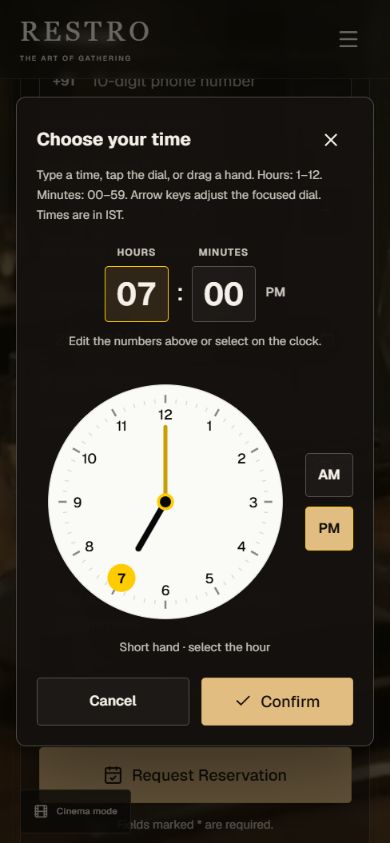 RESTRO
THE ART OF GATHERING
+91 10-digit phone number
Choose your time
Type a time, tap the dial, or drag a hand. Hours: 1–12.
Minutes: 00–59. Arrow keys adjust the focused dial.
Times are in IST.
HOURS MINUTES
07 : 00 PM
Edit the numbers above or select on the clock.
12
11 1
10 2
9 3
8 4
7 5
6
AM
PM
Short hand · select the hour
Cancel Confirm
Request Reservation
Cinema mode
Fields marked * are required.